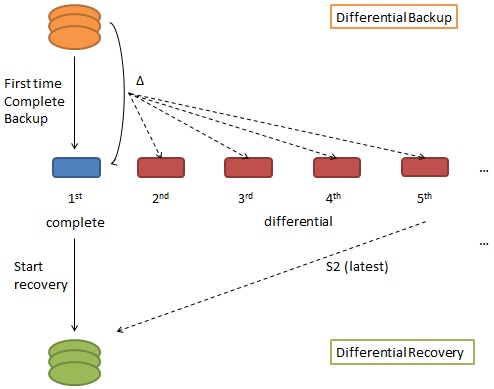 Differential Backup
Δ
First time
Complete
Backup
1st 2nd 3rd 4th 5th
...
complete
differential
...
Start
recovery
S2 (latest)
Differential Recovery